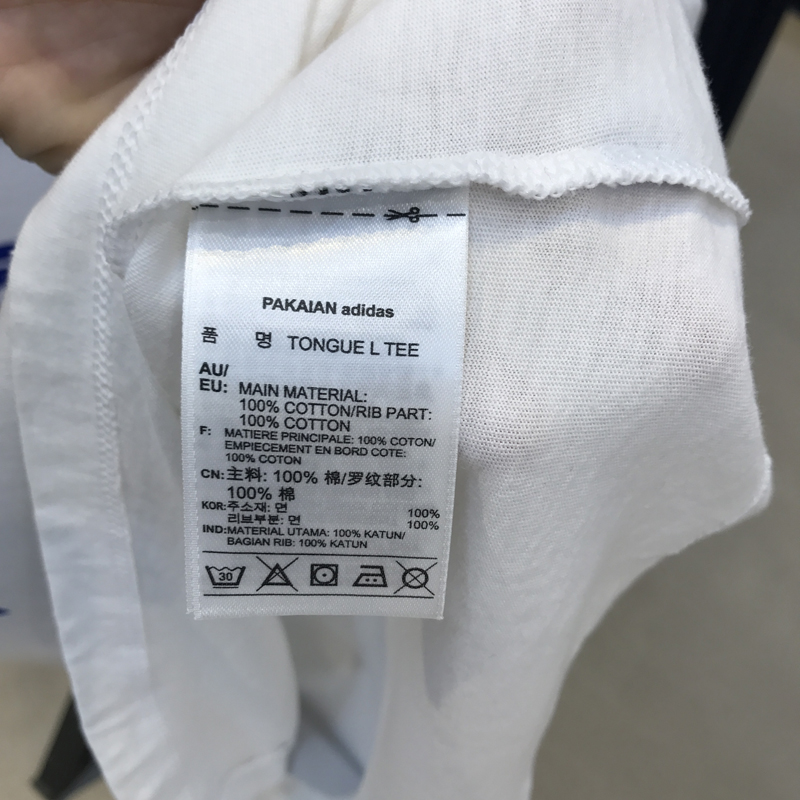 PAKAIAN adidas
품 명 TONGUE L TEE
AU/
EU: MAIN MATERIAL:
100% COTTON/RIB PART:
100% COTTON
F: MATIERE PRINCIPALE: 100% COTON/
EMPIECEMENT EN BORD COTE:
100% COTON
CN:主料: 100% 棉/罗纹部分:
100% 棉
KOR:주소재: 면 100%
리브부분: 면 100%
IND:MATERIAL UTAMA: 100% KATUN/
BAGIAN RIB: 100% KATUN
30